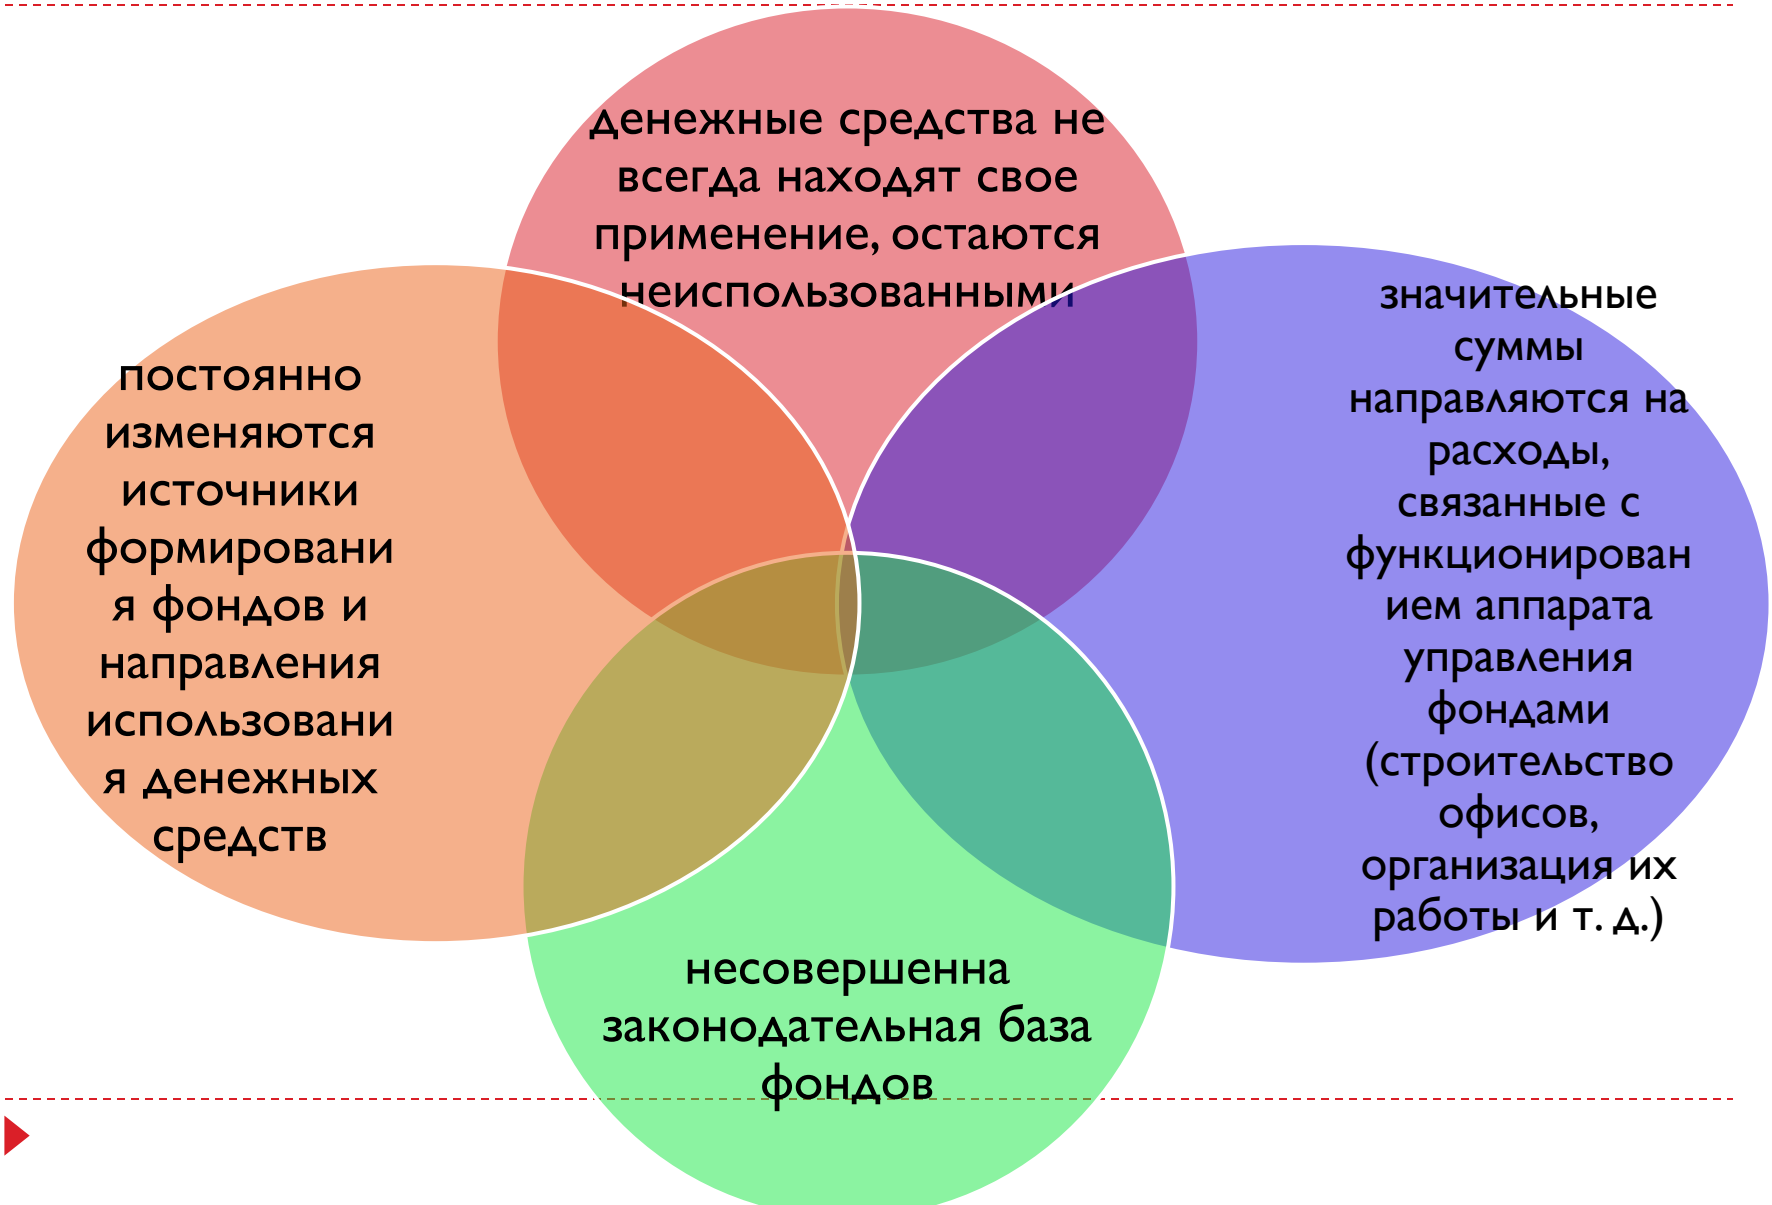 денежные средства не
всегда находят свое
применение, остаются
неиспользованными
постоянно
изменяются
источники
формировани
я фондов и
направления
использовани
я денежных
средств
значительные
суммы
направляются на
расходы,
связанные с
функционирован
ием аппарата
управления
фондами
(строительство
офисов,
организация их
работы и т. д.)
несовершенна
законодательная база
фондов